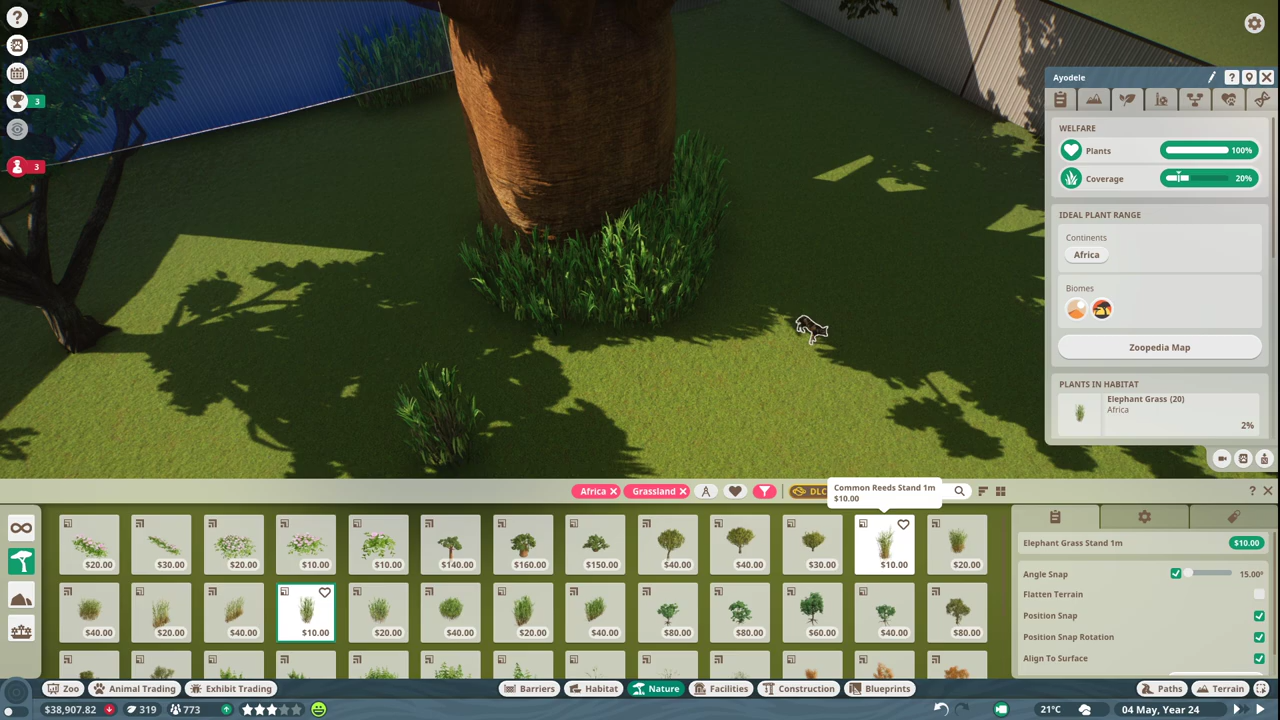 ?
3
3
Ayodele
?
WELFARE
Plants 100%
Coverage 20%
IDEAL PLANT RANGE
Continents
Africa
Biomes
Zoopedia Map
PLANTS IN HABITAT
Elephant Grass (20)
Africa
2%
Africa ✕ Grassland ✕ DLC
Common Reeds Stand 1m
$10.00
?
$20.00 $30.00 $20.00 $10.00 $10.00 $140.00 $160.00 $150.00 $40.00 $40.00 $30.00 $10.00 $20.00
$40.00 $20.00 $40.00 $10.00 $20.00 $40.00 $20.00 $40.00 $80.00 $80.00 $60.00 $40.00 $80.00
Elephant Grass Stand 1m $10.00
Angle Snap 15.00°
Flatten Terrain
Position Snap
Position Snap Rotation
Align To Surface
Zoo Animal Trading Exhibit Trading Barriers Habitat Nature Facilities Construction Blueprints Paths Terrain
$38,907.82 319 773 21°C 04 May, Year 24